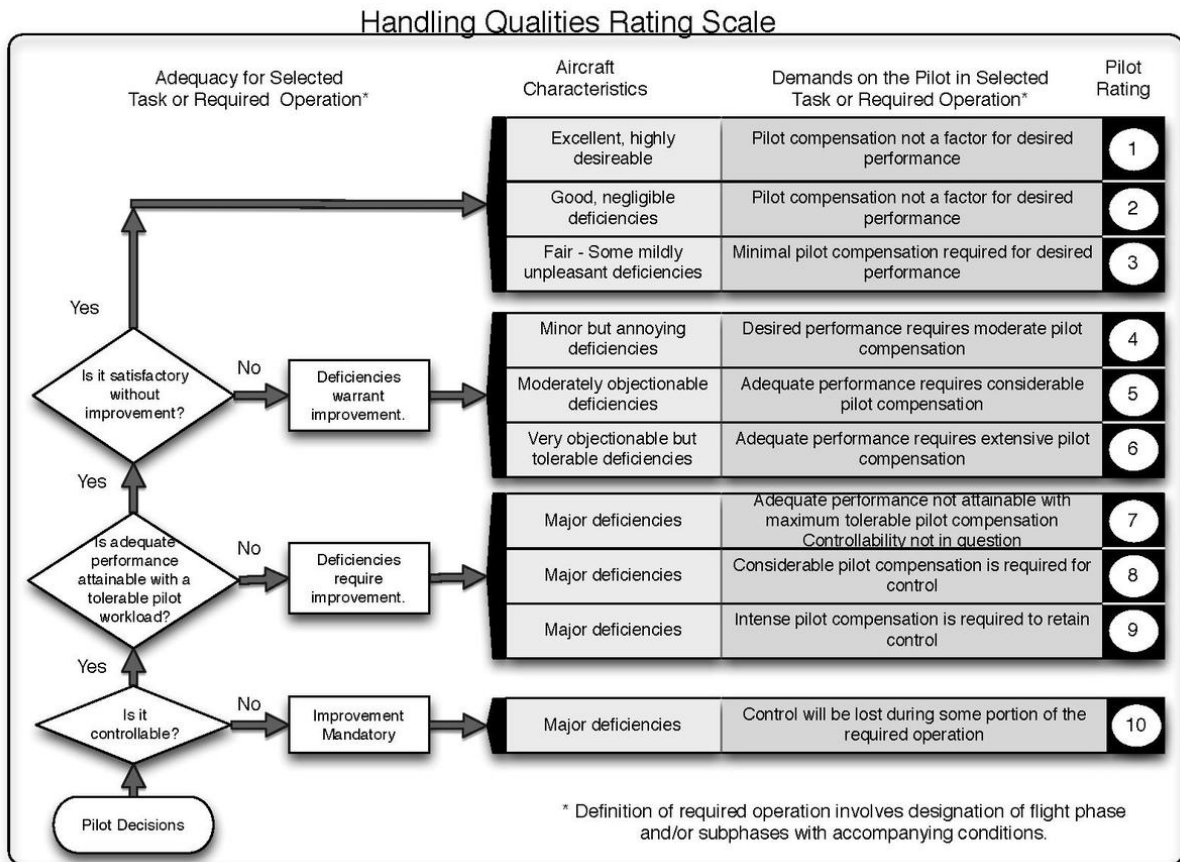 Handling Qualities Rating Scale
Adequacy for Selected
Task or Required Operation*
Aircraft
Characteristics
Demands on the Pilot in Selected
Task or Required Operation*
Pilot
Rating
Excellent, highly
desireable
Pilot compensation not a factor for desired
performance
1
Good, negligible
deficiencies
Pilot compensation not a factor for desired
performance
2
Fair - Some mildly
unpleasant deficiencies
Minimal pilot compensation required for desired
performance
3
Yes
Is it satisfactory
without
improvement?
No
Deficiencies
warrant
improvement.
Minor but annoying
deficiencies
Desired performance requires moderate pilot
compensation
4
Moderately objectionable
deficiencies
Adequate performance requires considerable
pilot compensation
5
Very objectionable but
tolerable deficiencies
Adequate performance requires extensive pilot
compensation
6
Yes
Is adequate
performance
attainable with a
tolerable pilot
workload?
No
Deficiencies
require
improvement.
Major deficiencies
Adequate performance not attainable with
maximum tolerable pilot compensation
Controllability not in question
7
Major deficiencies
Considerable pilot compensation is required for
control
8
Major deficiencies
Intense pilot compensation is required to retain
control
9
Yes
Is it
controllable?
No
Improvement
Mandatory
Major deficiencies
Control will be lost during some portion of the
required operation
10
Pilot Decisions
* Definition of required operation involves designation of flight phase
and/or subphases with accompanying conditions.